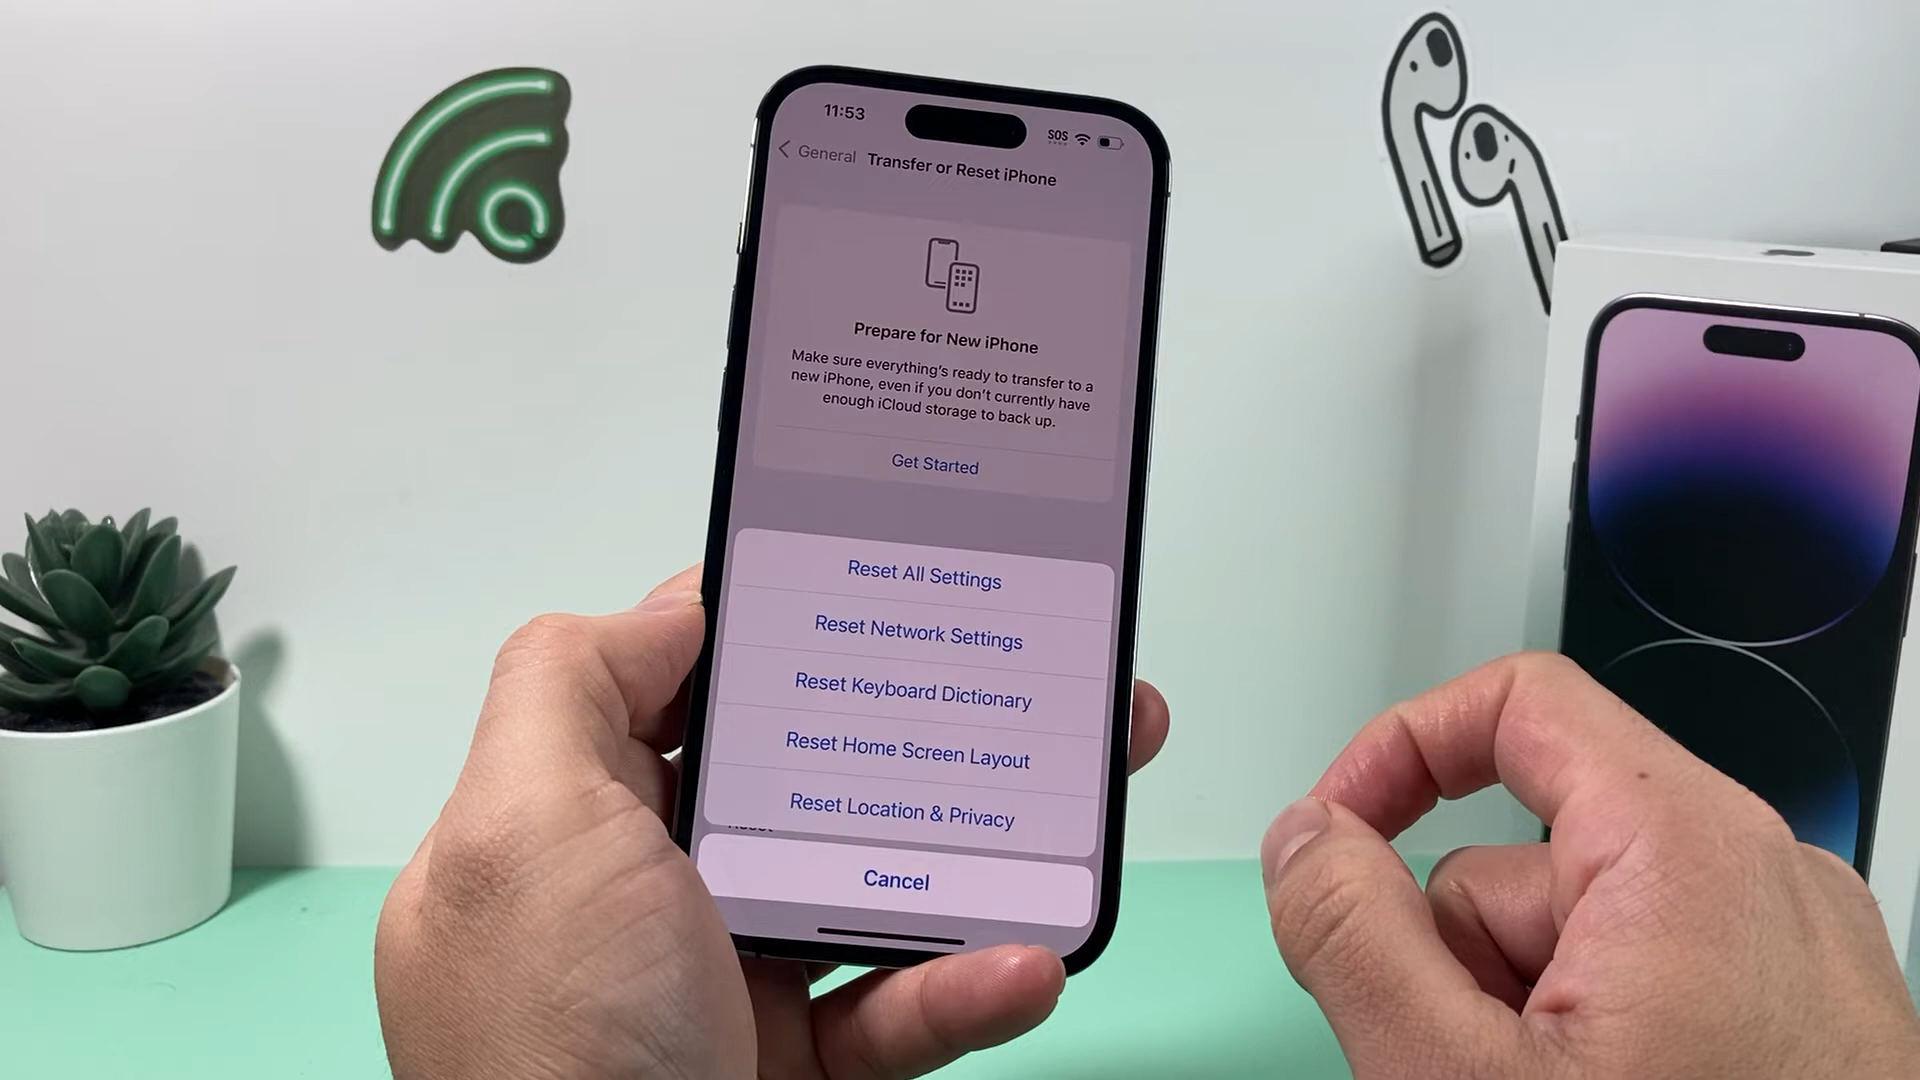 11:53
SOS
General
Transfer or Reset iPhone
Prepare for New iPhone
Make sure everything's ready to transfer to a
new iPhone, even if you don't currently have
enough iCloud storage to back up.
Get Started
Reset All Settings
Reset Network Settings
Reset Keyboard Dictionary
Reset Home Screen Layout
Reset Location & Privacy
Reset
Cancel